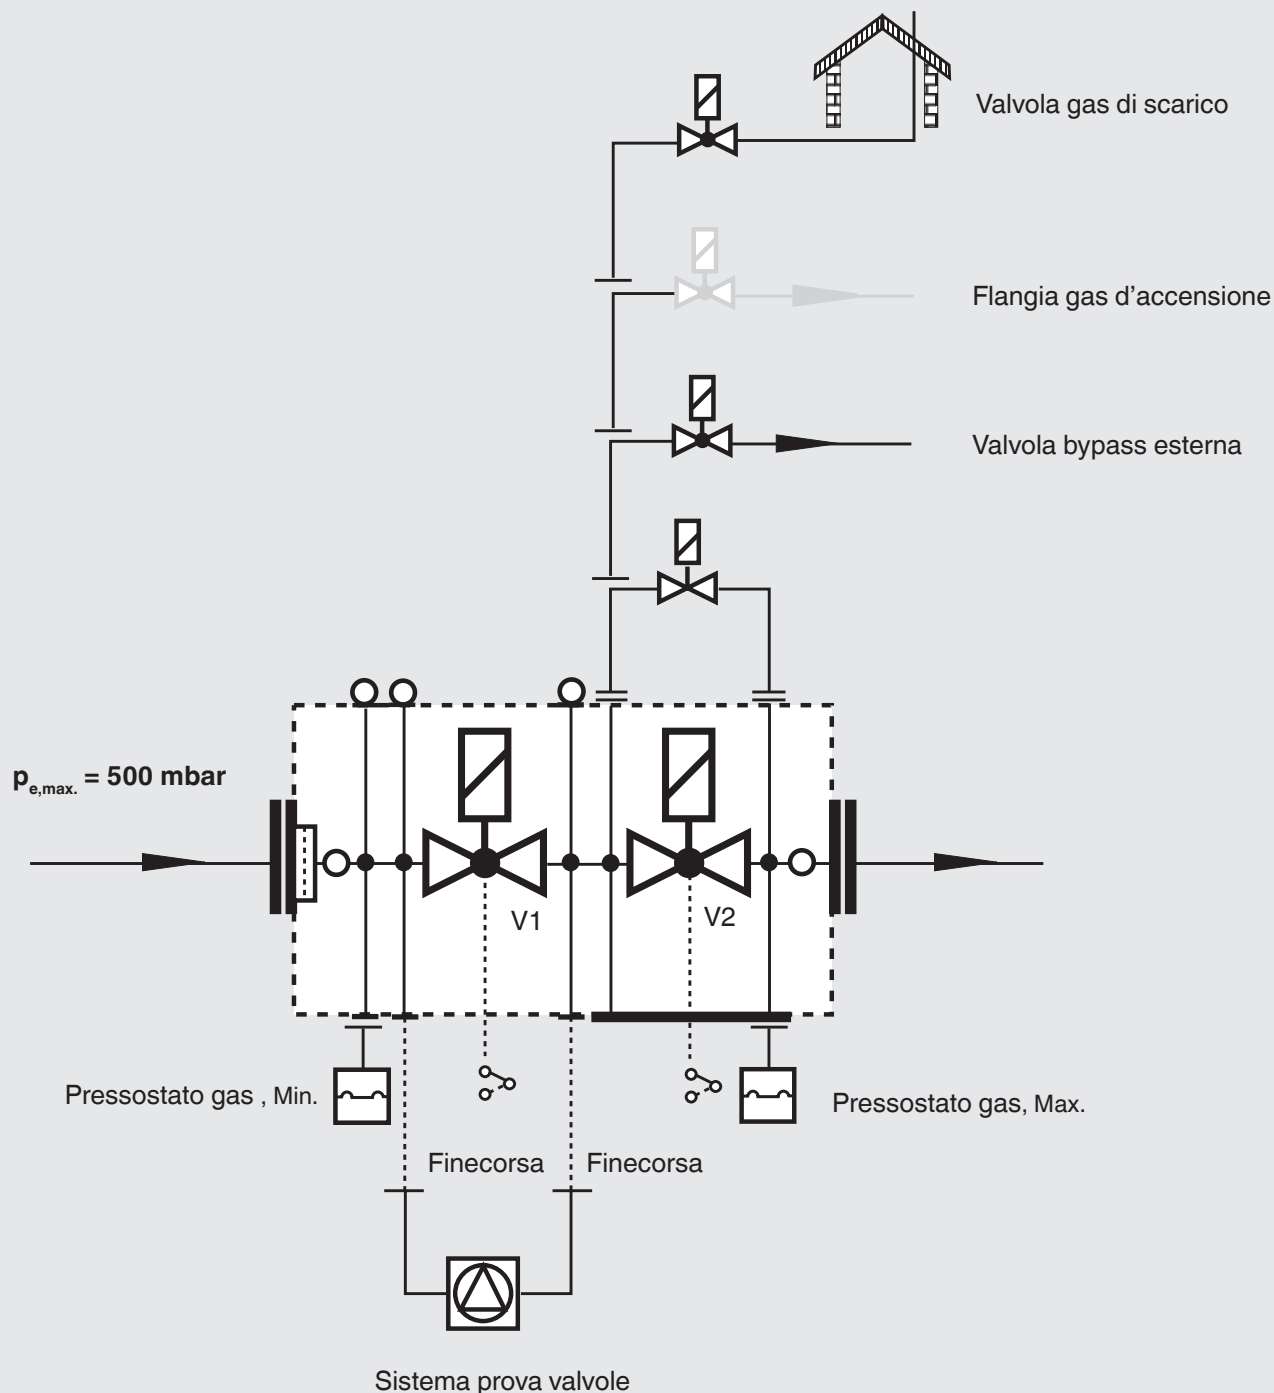 Valvola gas di scarico
Flangia gas d’accensione
Valvola bypass esterna
pe,max. = 500 mbar
V1
V2
Pressostato gas , Min.
Pressostato gas, Max.
Finecorsa
Finecorsa
Sistema prova valvole